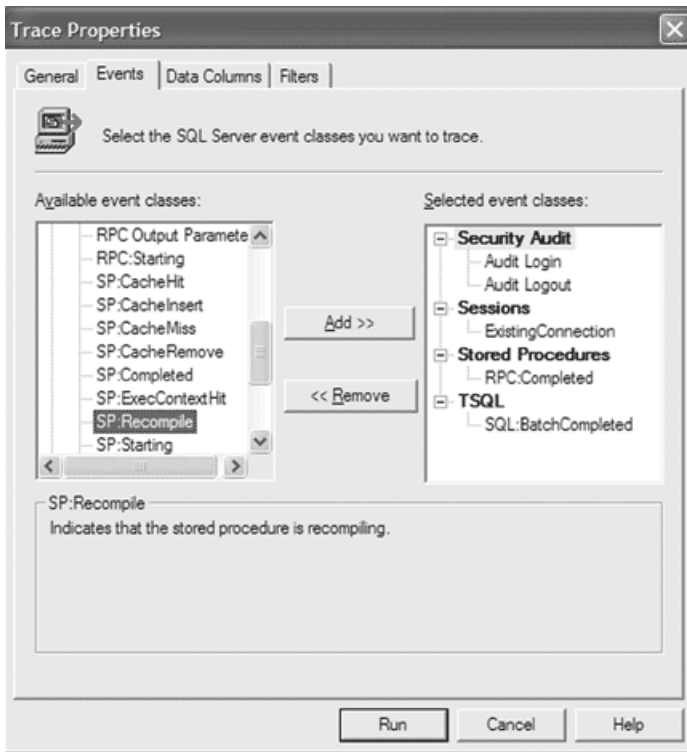 Trace Properties
General Events Data Columns Filters
Select the SQL Server event classes you want to trace.
Available event classes:
RPC Output Paramete
RPC:Starting
SP:CacheHit
SP:CacheInsert
SP:CacheMiss
SP:CacheRemove
SP:Completed
SP:ExecContextHit
SP:Recompile
SP:Starting
Add >>
<< Remove
Selected event classes:
Security Audit
Audit Login
Audit Logout
Sessions
ExistingConnection
Stored Procedures
RPC:Completed
TSQL
SQL:BatchCompleted
SP:Recompile
Indicates that the stored procedure is recompiling.
Run Cancel Help